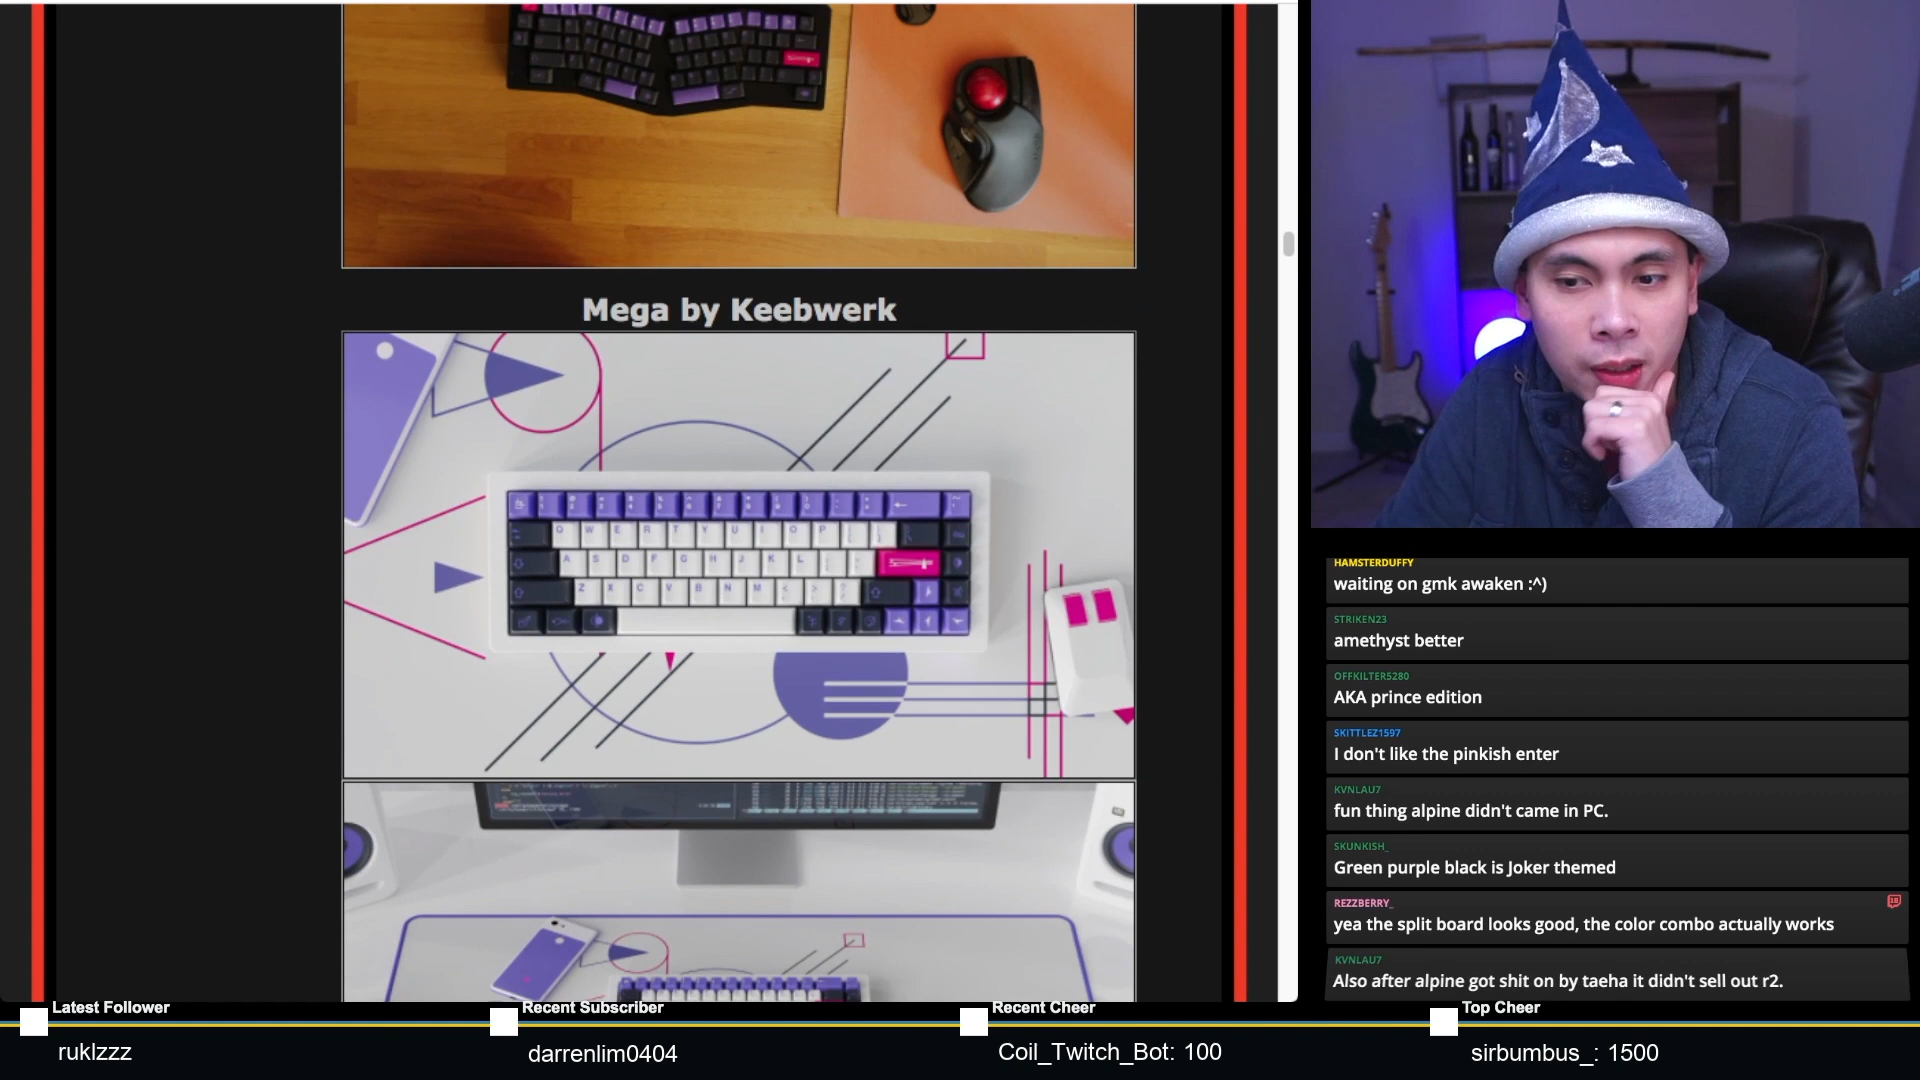 Mega by Keebwerk
Q W E R T Y U I O P
A S D F G H J K L
Z X C V B N M
HAMSTERDUFFY
waiting on gmk awaken :^)
STRIKEN23
amethyst better
OFFKILTER5280
AKA prince edition
SKITTLEZ1597
I don't like the pinkish enter
KVNLAU7
fun thing alpine didn't came in PC.
SKUNKISH_
Green purple black is Joker themed
REZZBERRY_
yea the split board looks good, the color combo actually works
KVNLAU7
Also after alpine got shit on by taeha it didn't sell out r2.
Latest Follower
ruklzzz
Recent Subscriber
darrenlim0404
Recent Cheer
Coil_Twitch_Bot: 100
Top Cheer
sirbumbus_: 1500